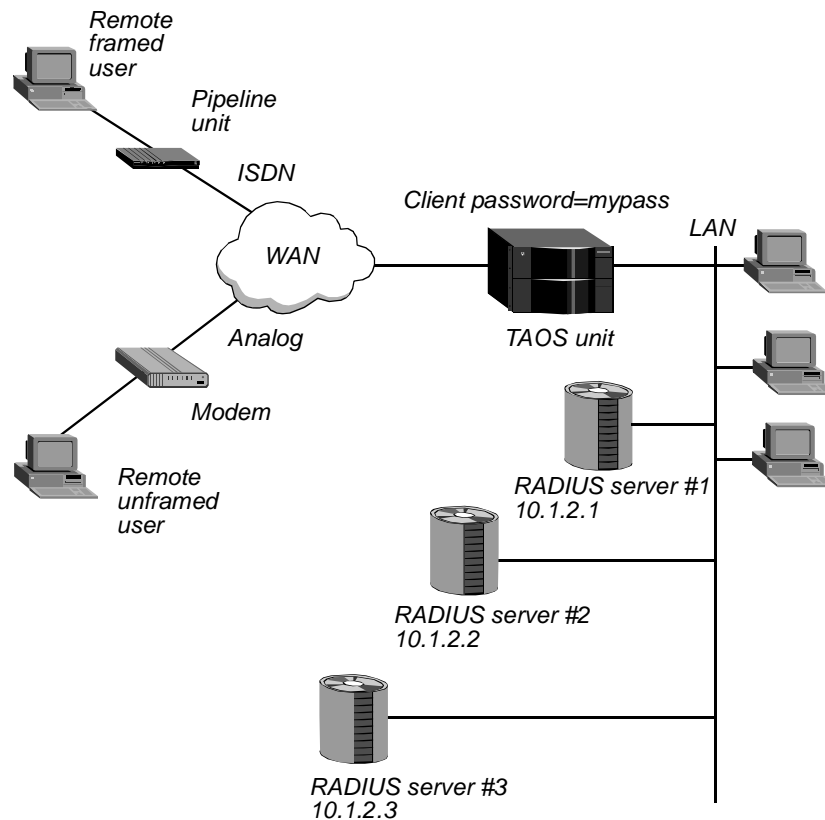 Remote
framed
user
Pipeline
unit
ISDN
Client password=mypass
LAN
WAN
Analog
TAOS unit
Modem
Remote
unframed
user
RADIUS server #1
10.1.2.1
RADIUS server #2
10.1.2.2
RADIUS server #3
10.1.2.3